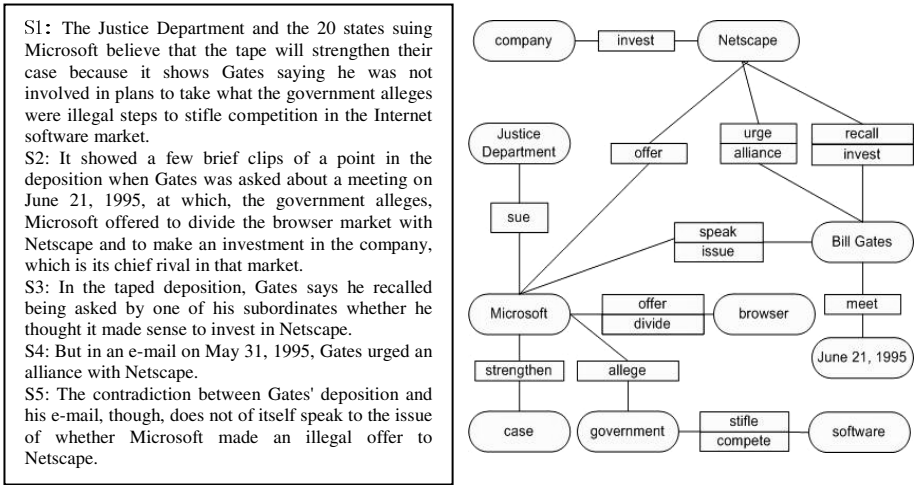 S1: The Justice Department and the 20 states suing
Microsoft believe that the tape will strengthen their
case because it shows Gates saying he was not
involved in plans to take what the government alleges
were illegal steps to stifle competition in the Internet
software market.
S2: It showed a few brief clips of a point in the
deposition when Gates was asked about a meeting on
June 21, 1995, at which, the government alleges,
Microsoft offered to divide the browser market with
Netscape and to make an investment in the company,
which is its chief rival in that market.
S3: In the taped deposition, Gates says he recalled
being asked by one of his subordinates whether he
thought it made sense to invest in Netscape.
S4: But in an e-mail on May 31, 1995, Gates urged an
alliance with Netscape.
S5: The contradiction between Gates' deposition and
his e-mail, though, does not of itself speak to the issue
of whether Microsoft made an illegal offer to
Netscape.
company
invest
Netscape
Justice
Department
offer
urge
alliance
recall
invest
sue
speak
issue
Bill Gates
Microsoft
offer
divide
browser
meet
June 21, 1995
strengthen
allege
case
government
stifle
compete
software